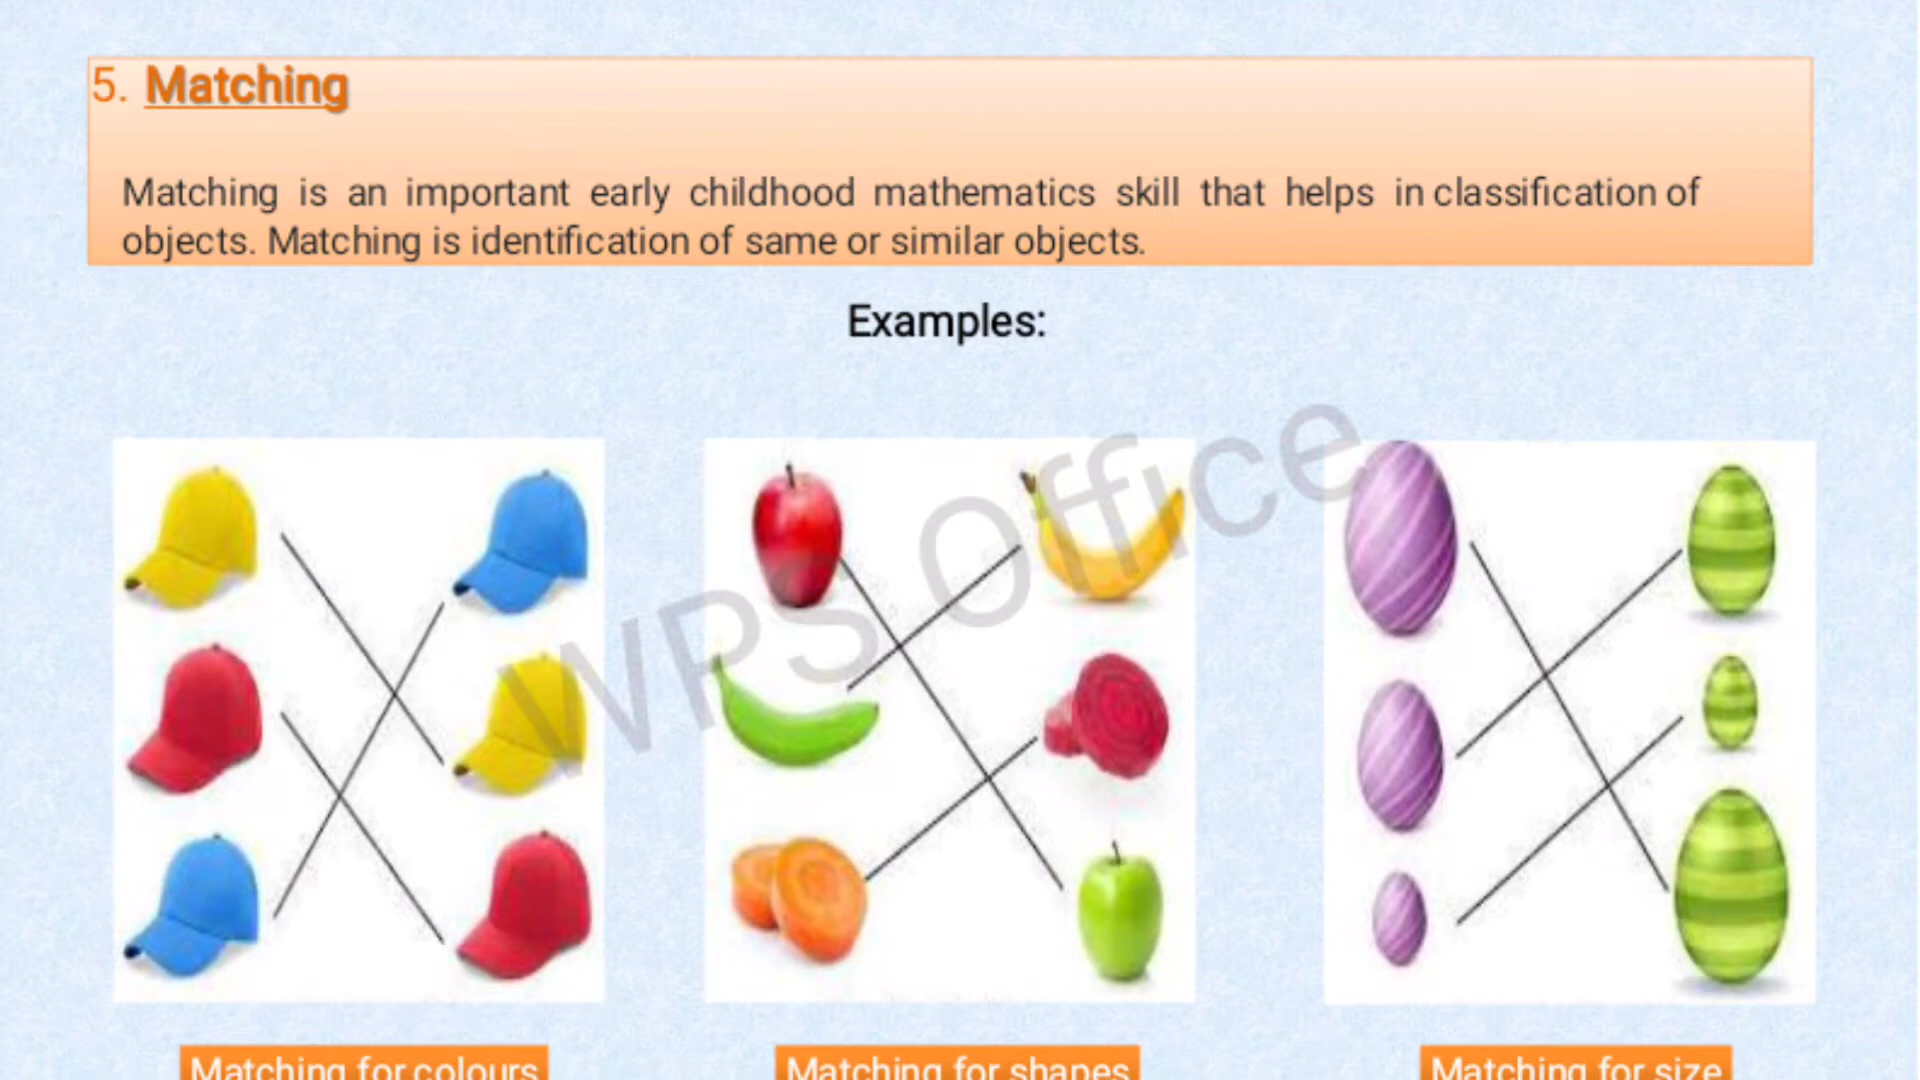 5. Matching
Matching is an important early childhood mathematics skill that helps in classification of
objects. Matching is identification of same or similar objects.
Examples:
WPS Office
Matching for colours
Matching for shapes
Matching for size